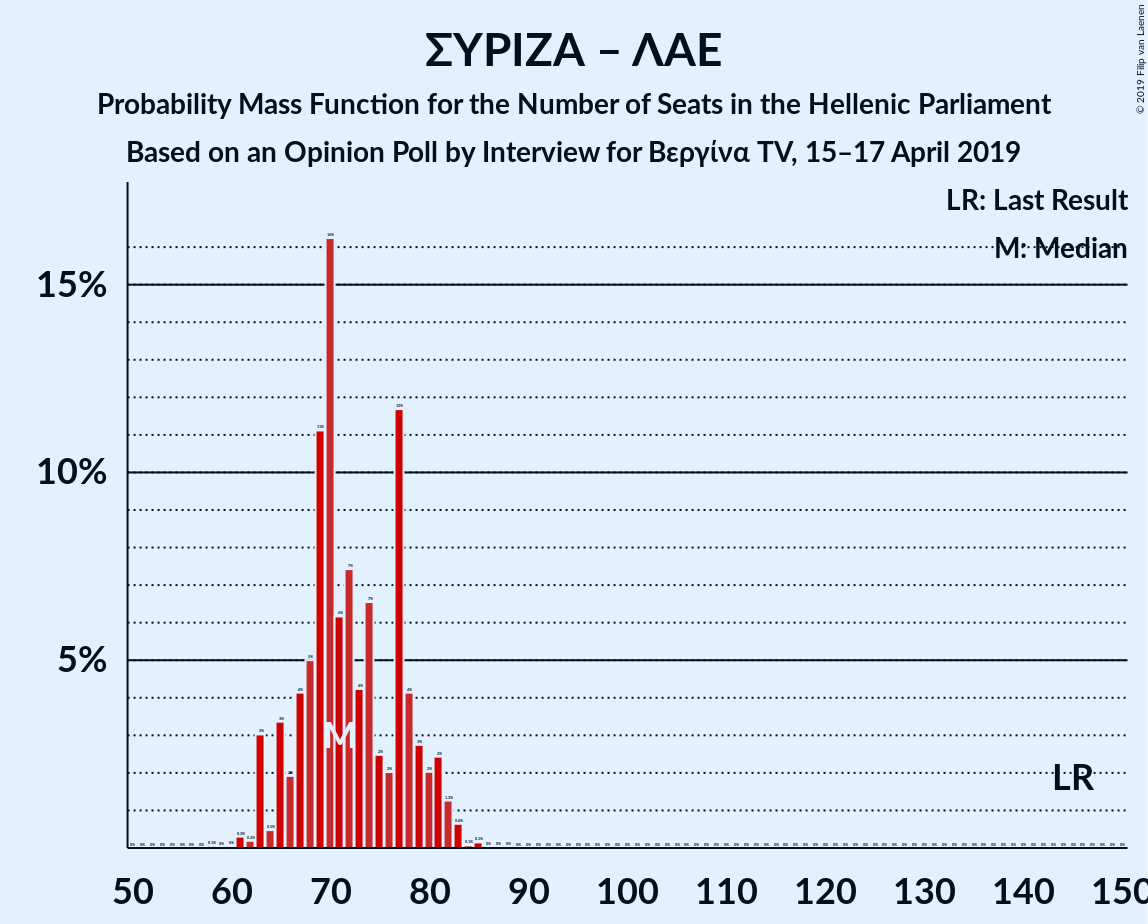 ΣΥΡΙΖΑ – ΛΑΕ
Probability Mass Function for the Number of Seats in the Hellenic Parliament
Based on an Opinion Poll by Interview for Βεργίνα TV, 15–17 April 2019
© 2019 Filip van Laenen
LR: Last Result
M: Median
15%
10%
5%
M
LR
50 60 70 80 90 100 110 120 130 140 150